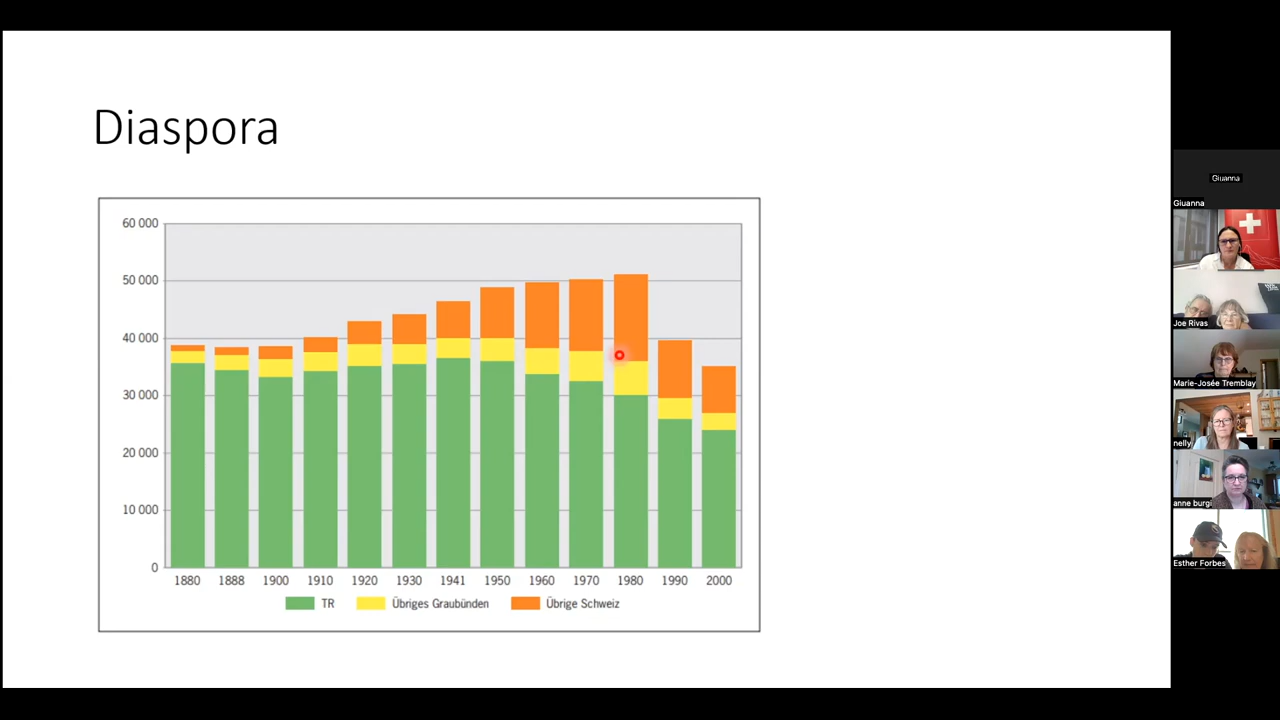 Diaspora
60 000
50 000
40 000
30 000
20 000
10 000
0
1880 1888 1900 1910 1920 1930 1941 1950 1960 1970 1980 1990 2000
TR Übriges Graubünden Übrige Schweiz
Giuanna
Giuanna
Joe Rivas
Marie-Josée Tremblay
nelly
anne burgi
Esther Forbes